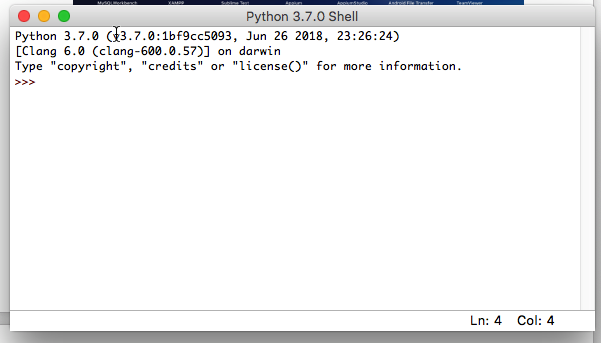 MySQLWorkbench XAMPP Sublime Text Appium AppiumStudio Android File Transfer TeamViewer
Python 3.7.0 Shell
Python 3.7.0 (v3.7.0:1bf9cc5093, Jun 26 2018, 23:26:24)
[Clang 6.0 (clang-600.0.57)] on darwin
Type "copyright", "credits" or "license()" for more information.
>>>
Ln: 4 Col: 4